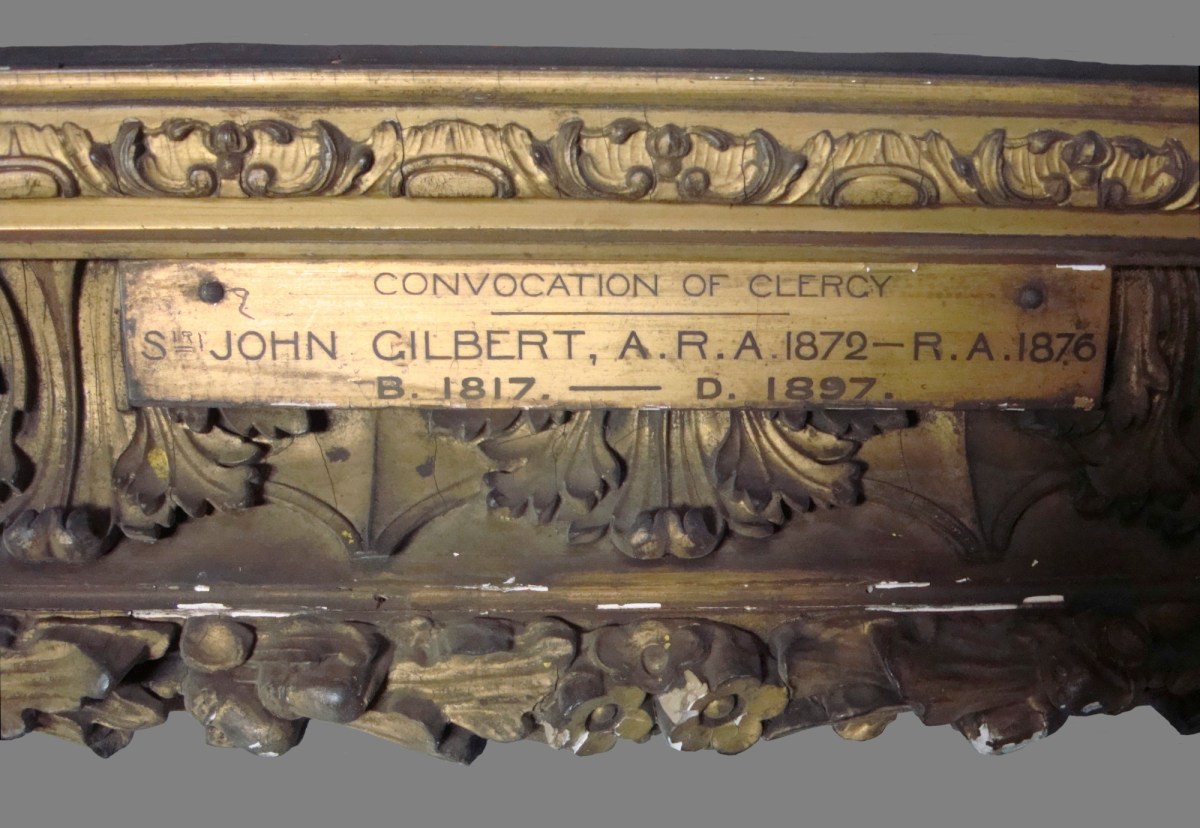 CONVOCATION OF CLERGY
SIR JOHN GILBERT, A.R.A. 1872 — R.A. 1876
B. 1817. — D. 1897.